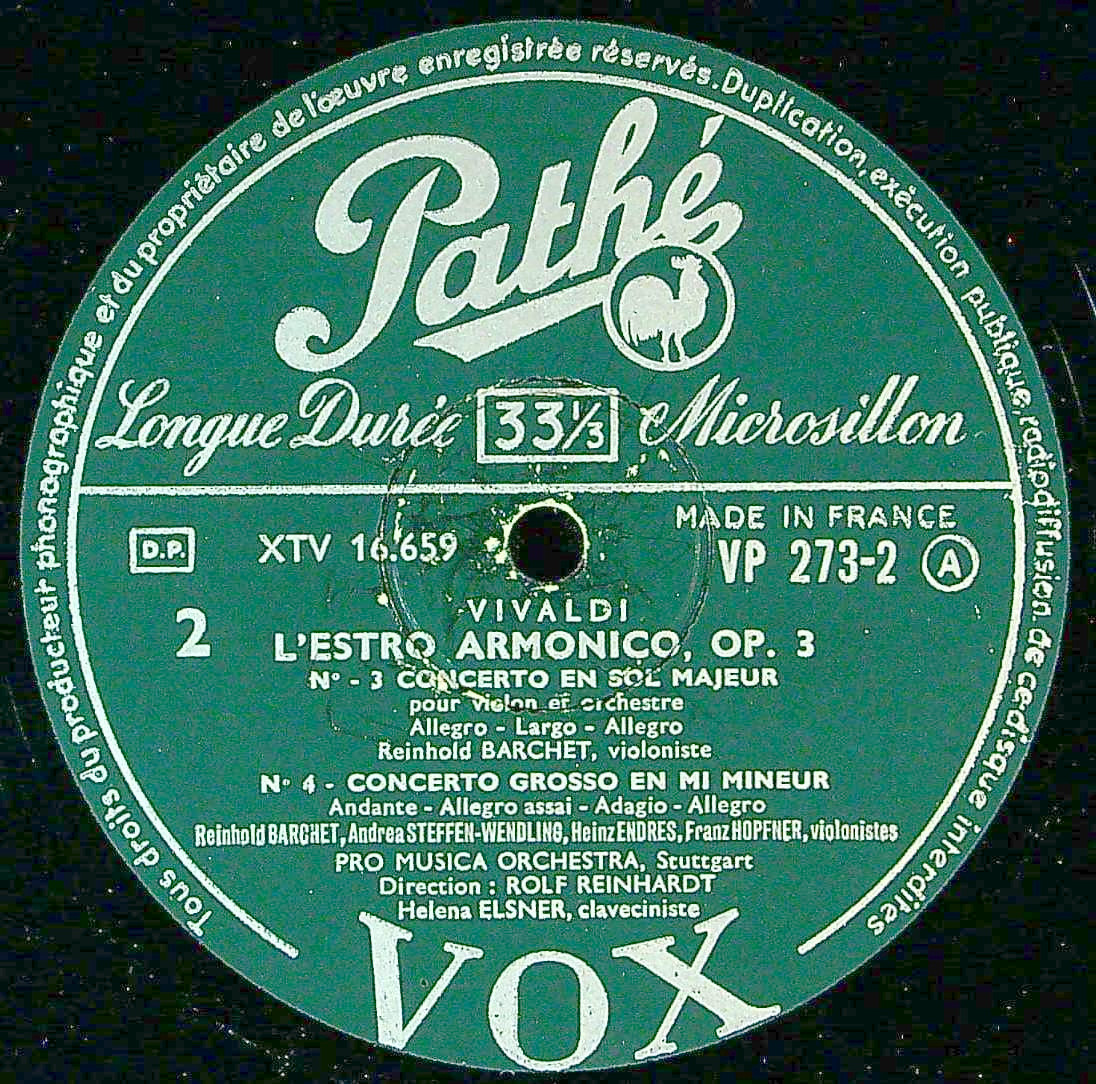 Tous droits du producteur phonographique et du propriétaire de l'œuvre enregistrée réservés. Duplication, exécution publique, radiodiffusion de ce disque interdites
Pathé
Longue Durée 33 1/3 Microsillon
MADE IN FRANCE
D.P. XTV 16.659 VP 273-2 A
2
VIVALDI
L'ESTRO ARMONICO, OP. 3
N° - 3 CONCERTO EN SOL MAJEUR
pour violon et orchestre
Allegro - Largo - Allegro
Reinhold BARCHET, violoniste
N° 4 - CONCERTO GROSSO EN MI MINEUR
Andante - Allegro assai - Adagio - Allegro
Reinhold BARCHET, Andrea STEFFEN-WENDLING, Heinz ENDRES, Franz HOPFNER, violonistes
PRO MUSICA ORCHESTRA, Stuttgart
Direction : ROLF REINHARDT
Helena ELSNER, claveciniste
VOX